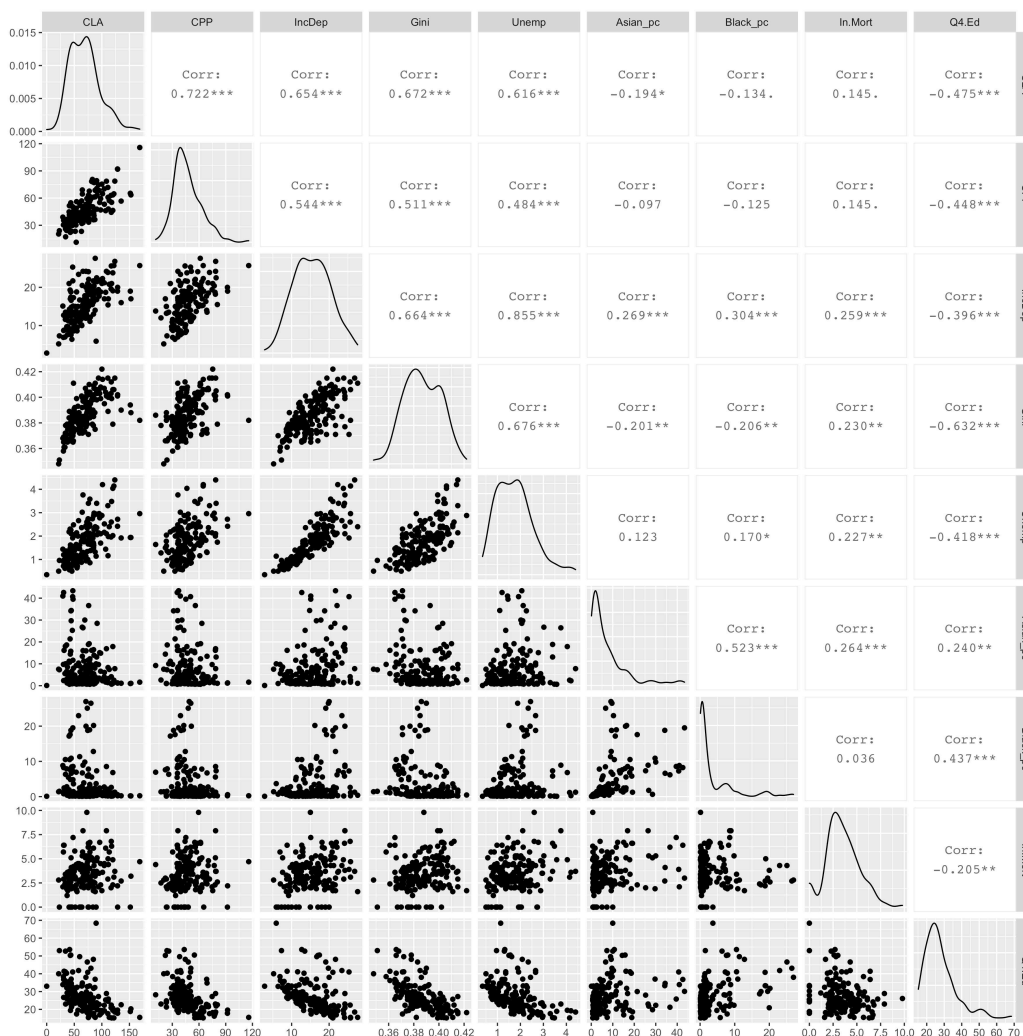 CLA CPP IncDep Gini Unemp Asian_pc Black_pc In.Mort Q4.Ed
0.015
0.010
0.005
0.000
Corr: Corr: Corr: Corr: Corr: Corr: Corr: Corr:
0.722*** 0.654*** 0.672*** 0.616*** -0.194* -0.134. 0.145. -0.475***
120
90
60
30
Corr: Corr: Corr: Corr: Corr: Corr: Corr:
0.544*** 0.511*** 0.484*** -0.097 -0.125 0.145. -0.448***
20
10
Corr: Corr: Corr: Corr: Corr: Corr:
0.664*** 0.855*** 0.269*** 0.304*** 0.259*** -0.396***
0.42
0.40
0.38
0.36
Corr: Corr: Corr: Corr: Corr:
0.676*** -0.201** -0.206** 0.230** -0.632***
4
3
2
1
Corr: Corr: Corr: Corr:
0.123 0.170* 0.227** -0.418***
40
30
20
10
0
Corr: Corr: Corr:
0.523*** 0.264*** 0.240**
20
10
0
Corr: Corr:
0.036 0.437***
10.0
7.5
5.0
2.5
0.0
Corr:
-0.205**
70
60
50
40
30
20
0 50 100 150 30 60 90 120 10 20 0.36 0.38 0.40 0.42 1 2 3 4 0 10 20 30 40 0 10 20 0.0 2.5 5.0 7.5 10.0 20 30 40 50 60 70